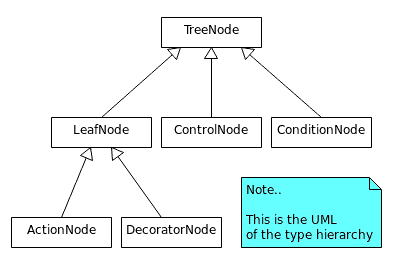 TreeNode
LeafNode
ControlNode
ConditionNode
ActionNode
DecoratorNode
Note..
This is the UML
of the type hierarchy